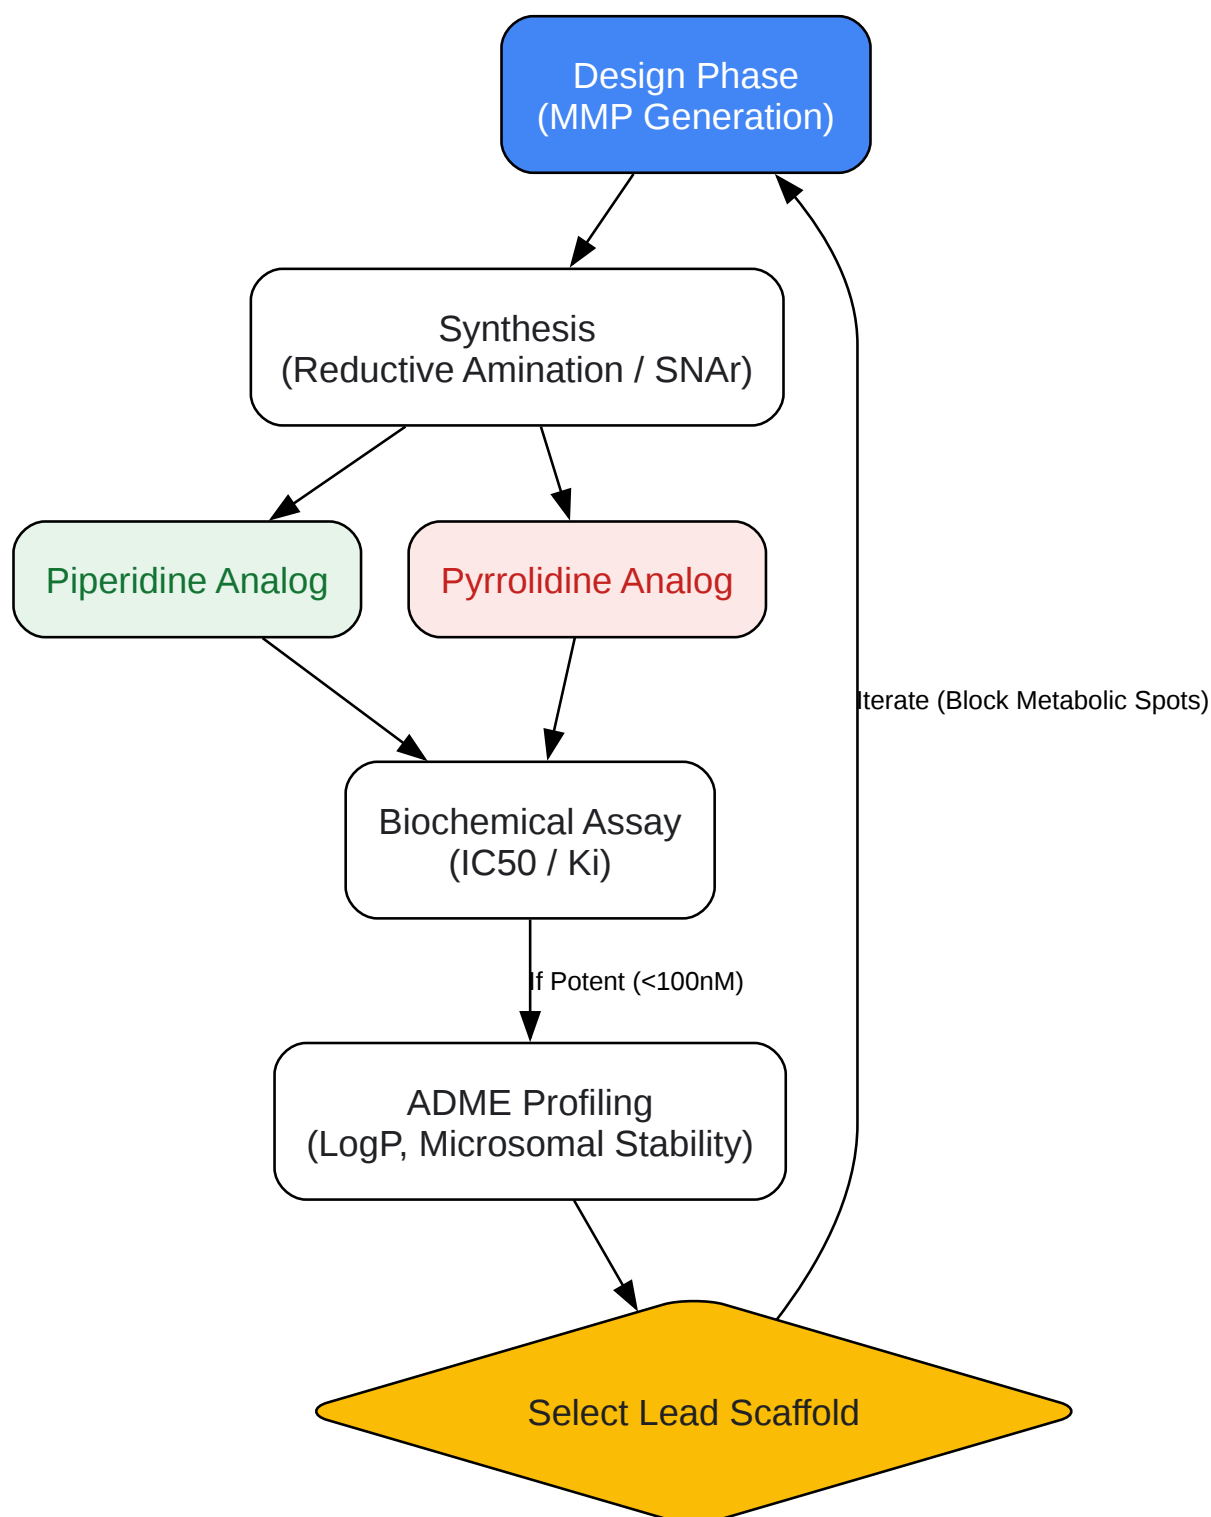 Design Phase
(MMP Generation)
Synthesis
(Reductive Amination / SNAr)
Piperidine Analog
Pyrrolidine Analog
Iterate (Block Metabolic Spots)
Biochemical Assay
(IC50 / Ki)
If Potent (<100nM)
ADME Profiling
(LogP, Microsomal Stability)
Select Lead Scaffold